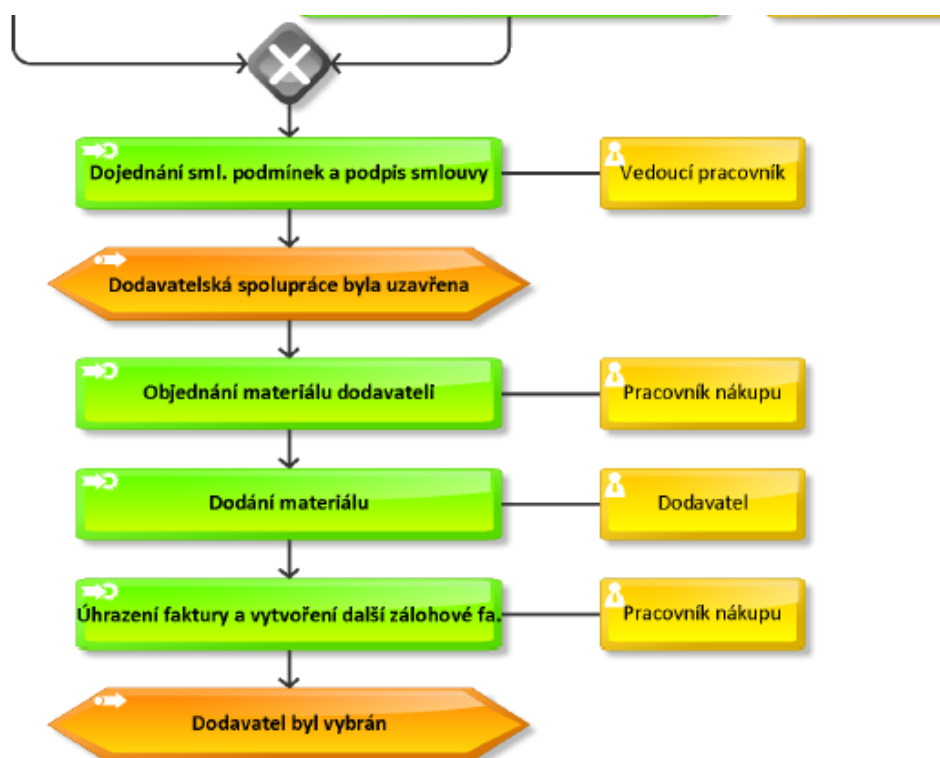 Dojednání sml. podmínek a podpis smlouvy
Vedoucí pracovník
Dodavatelská spolupráce byla uzavřena
Objednání materiálu dodavateli
Pracovník nákupu
Dodání materiálu
Dodavatel
Úhrazení faktury a vytvoření další zálohové fa.
Pracovník nákupu
Dodavatel byl vybrán